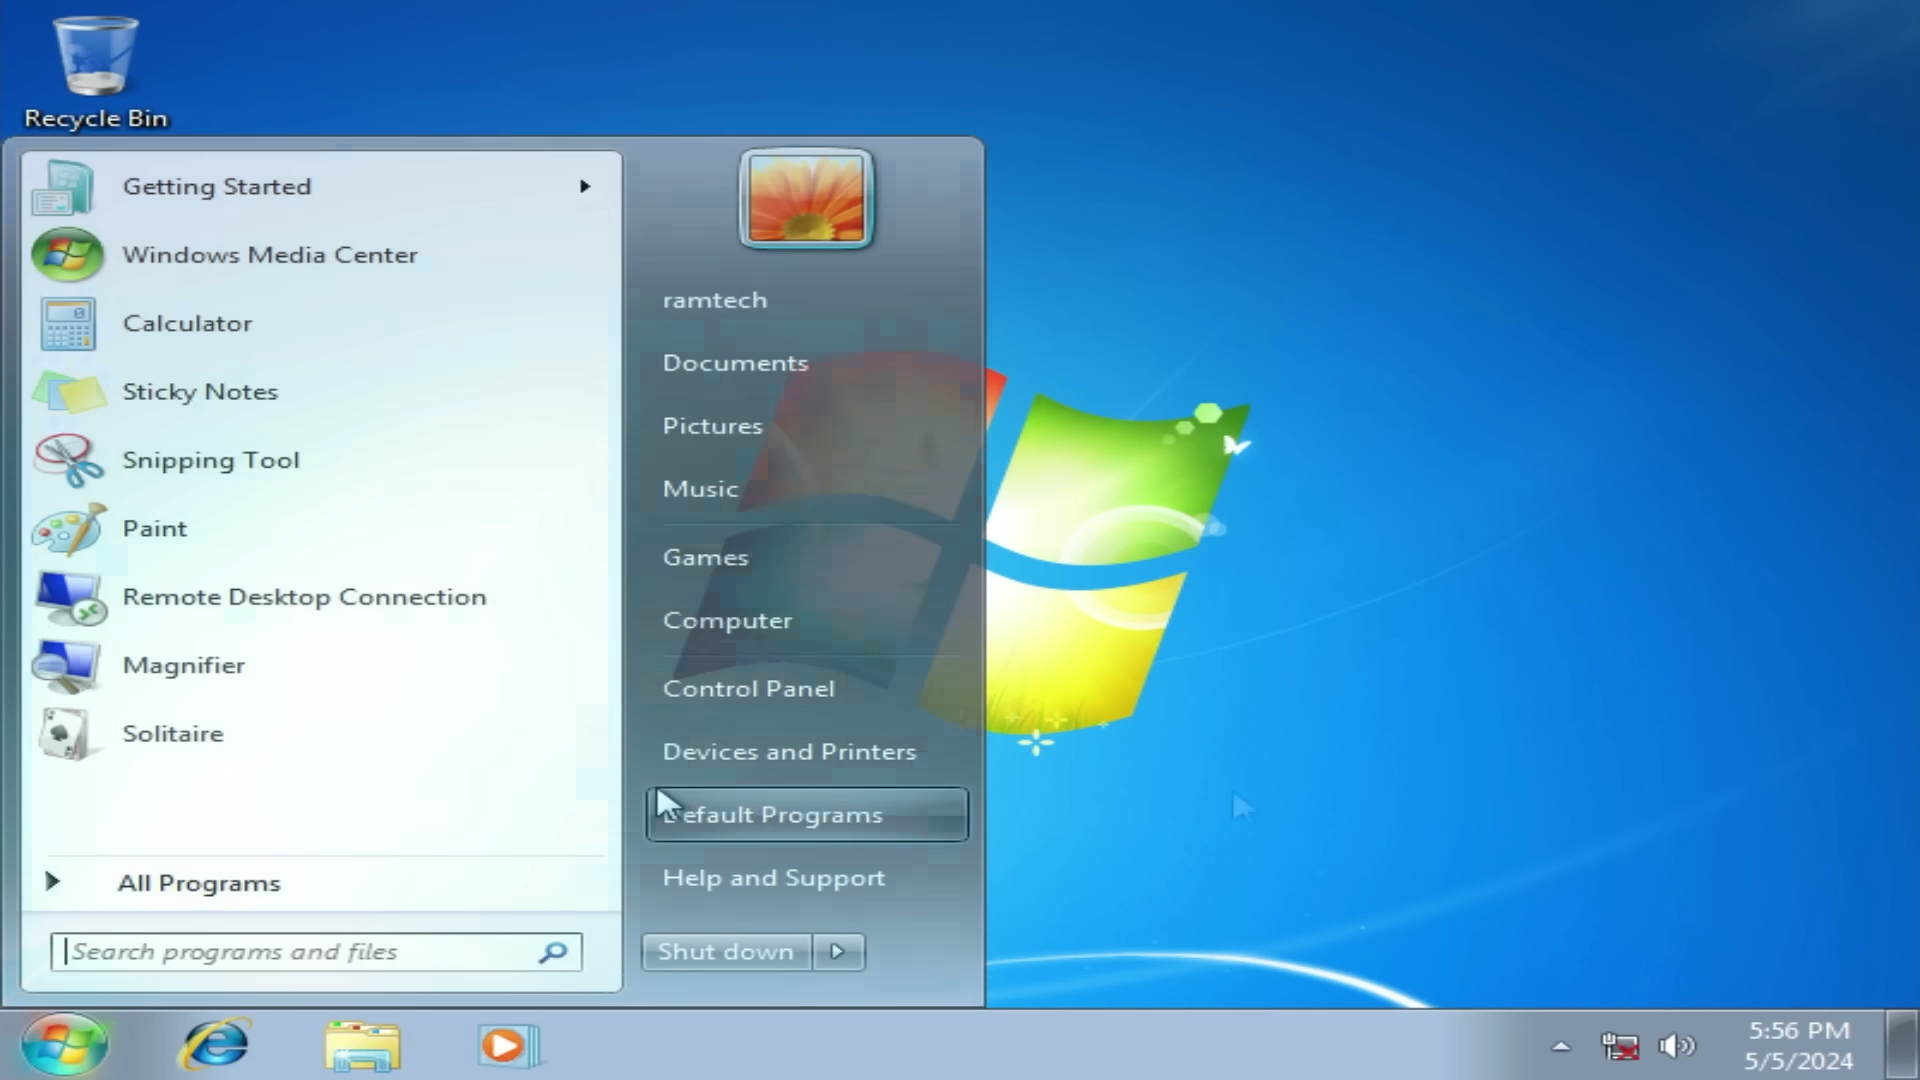 Recycle Bin
Getting Started
Windows Media Center
Calculator
Sticky Notes
Snipping Tool
Paint
Remote Desktop Connection
Magnifier
Solitaire
All Programs
Search programs and files
ramtech
Documents
Pictures
Music
Games
Computer
Control Panel
Devices and Printers
efault Programs
Help and Support
Shut down
5:56 PM
5/5/2024